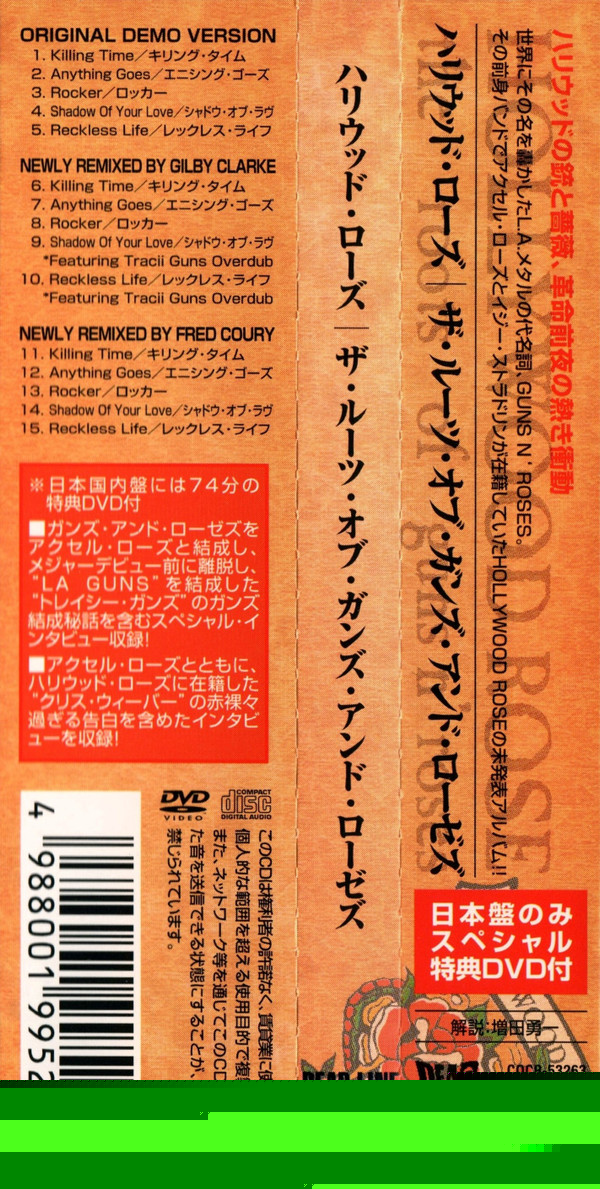 ORIGINAL DEMO VERSION
1. Killing Time／キリング・タイム
2. Anything Goes／エニシング・ゴーズ
3. Rocker／ロッカー
4. Shadow Of Your Love／シャドウ・オブ・ラヴ
5. Reckless Life／レックレス・ライフ
NEWLY REMIXED BY GILBY CLARKE
6. Killing Time／キリング・タイム
7. Anything Goes／エニシング・ゴーズ
8. Rocker／ロッカー
9. Shadow Of Your Love／シャドウ・オブ・ラヴ
*Featuring Tracii Guns Overdub
10. Reckless Life／レックレス・ライフ
*Featuring Tracii Guns Overdub
NEWLY REMIXED BY FRED COURY
11. Killing Time／キリング・タイム
12. Anything Goes／エニシング・ゴーズ
13. Rocker／ロッカー
14. Shadow Of Your Love／シャドウ・オブ・ラヴ
15. Reckless Life／レックレス・ライフ
※日本国内盤には74分の
特典DVD付
■ガンズ・アンド・ローゼズを
アクセル・ローズと結成し、
メジャーデビュー前に離脱し、
"LA GUNS"を結成した
"トレイシー・ガンズ"のガンズ
結成秘話を含むスペシャル・イ
ンタビュー収録!
■アクセル・ローズとともに、
ハリウッド・ローズに在籍した
"クリス・ウィーバー"の赤裸々
過ぎる告白を含めたインタビ
ューを収録!
DVD
VIDEO
COMPACT
disc
DIGITAL AUDIO
このCDは権利者の許諾なく、賃貸業に使
個人的な範囲を超える使用目的で複
また、ネットワーク等を通じてこのCD
た音を送信できる状態にすることが、
禁じられています。
4 988001 9952
ハリウッド・ローズ｜ザ・ルーツ・オブ・ガンズ・アンド・ローゼズ
ハリウッドの銃と薔薇、革命前夜の熱き衝動
世界にその名を轟かしたL.A.メタルの代名詞、GUNS N' ROSES。
その前身バンドでアクセル・ローズとイジー・ストラドリンが在籍していたHOLLYWOOD ROSEの未発表アルバム!!
ハリウッド・ローズ｜ザ・ルーツ・オブ・ガンズ・アンド・ローゼズ
HOLLYWOOD ROSE
the roots of guns n' roses
日本盤のみ
スペシャル
特典DVD付
解説:増田勇一
WOOD
DEAD LINE
COCB-53263